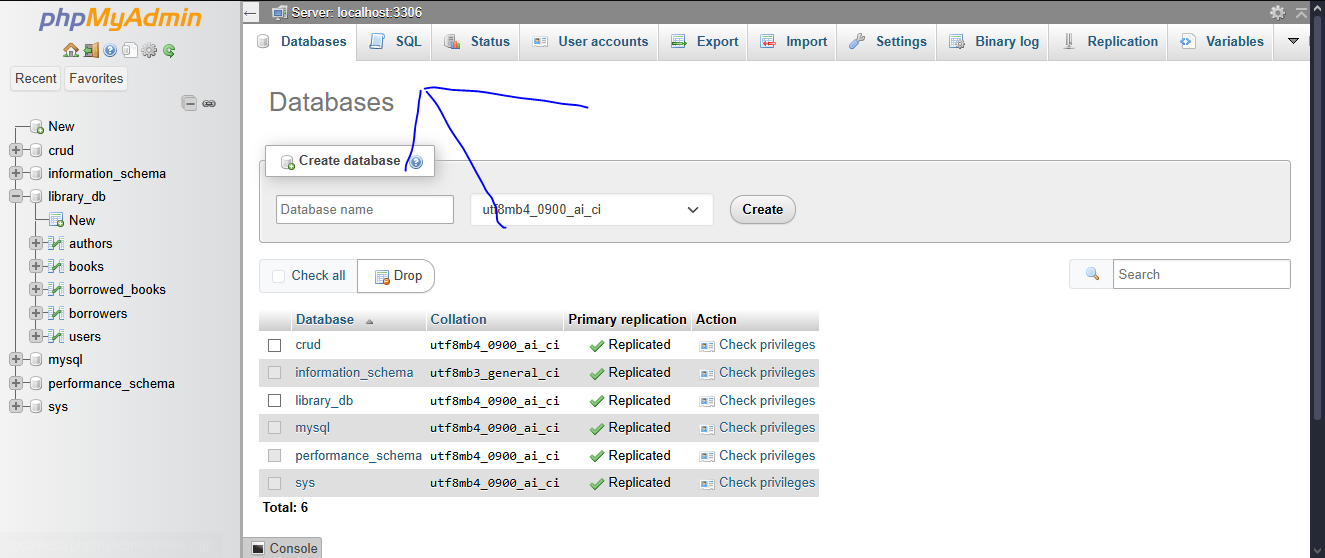 phpMyAdmin
Recent Favorites
New
crud
information_schema
library_db
New
authors
books
borrowed_books
borrowers
users
mysql
performance_schema
sys
Server: localhost:3306
Databases SQL Status User accounts Export Import Settings Binary log Replication Variables
Databases
Create database
Database name utf8mb4_0900_ai_ci Create
Check all Drop Search
Database Collation Primary replication Action
crud utf8mb4_0900_ai_ci Replicated Check privileges
information_schema utf8mb3_general_ci Replicated Check privileges
library_db utf8mb4_0900_ai_ci Replicated Check privileges
mysql utf8mb4_0900_ai_ci Replicated Check privileges
performance_schema utf8mb4_0900_ai_ci Replicated Check privileges
sys utf8mb4_0900_ai_ci Replicated Check privileges
Total: 6
Console